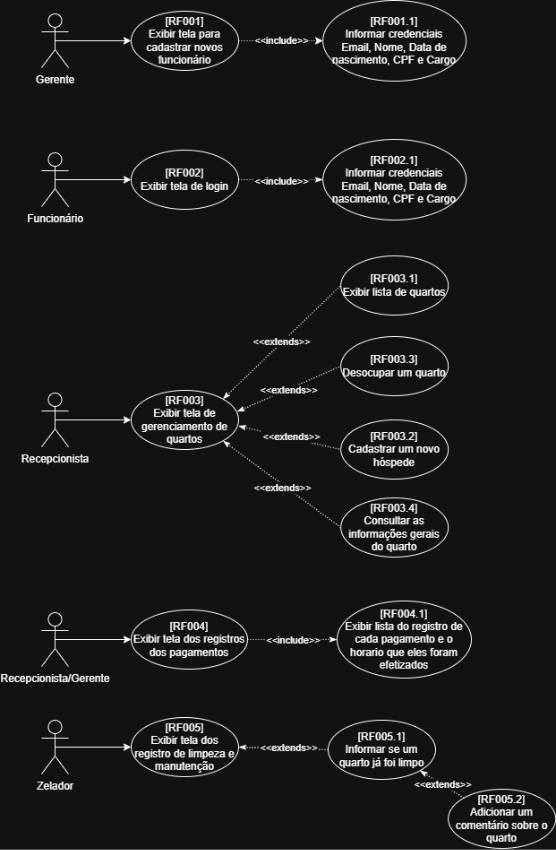 [RF001]
Exibir tela para
cadastrar novos
funcionário
<<include>>
[RF001.1]
Informar credenciais
Email, Nome, Data de
nascimento, CPF e Cargo
Gerente
[RF002]
Exibir tela de login
<<include>>
[RF002.1]
Informar credenciais
Email, Nome, Data de
nascimento, CPF e Cargo
Funcionário
[RF003.1]
Exibir lista de quartos
<<extends>>
[RF003.3]
Desocupar um quarto
<<extends>>
[RF003]
Exibir tela de
gerenciamento de
quartos
Recepcionista
<<extends>>
[RF003.2]
Cadastrar um novo
hóspede
<<extends>>
[RF003.4]
Consultar as
informações gerais
do quarto
[RF004]
Exibir tela dos registros
dos pagamentos
<<include>>
[RF004.1]
Exibir lista do registro de
cada pagamento e o
horario que eles foram
efetizados
Recepcionista/Gerente
[RF005]
Exibir tela dos
registro de limpeza e
manutenção
<<extends>>
[RF005.1]
Informar se um
quarto já foi limpo
Zelador
<<extends>>
[RF005.2]
Adicionar um
comentário sobre o
quarto